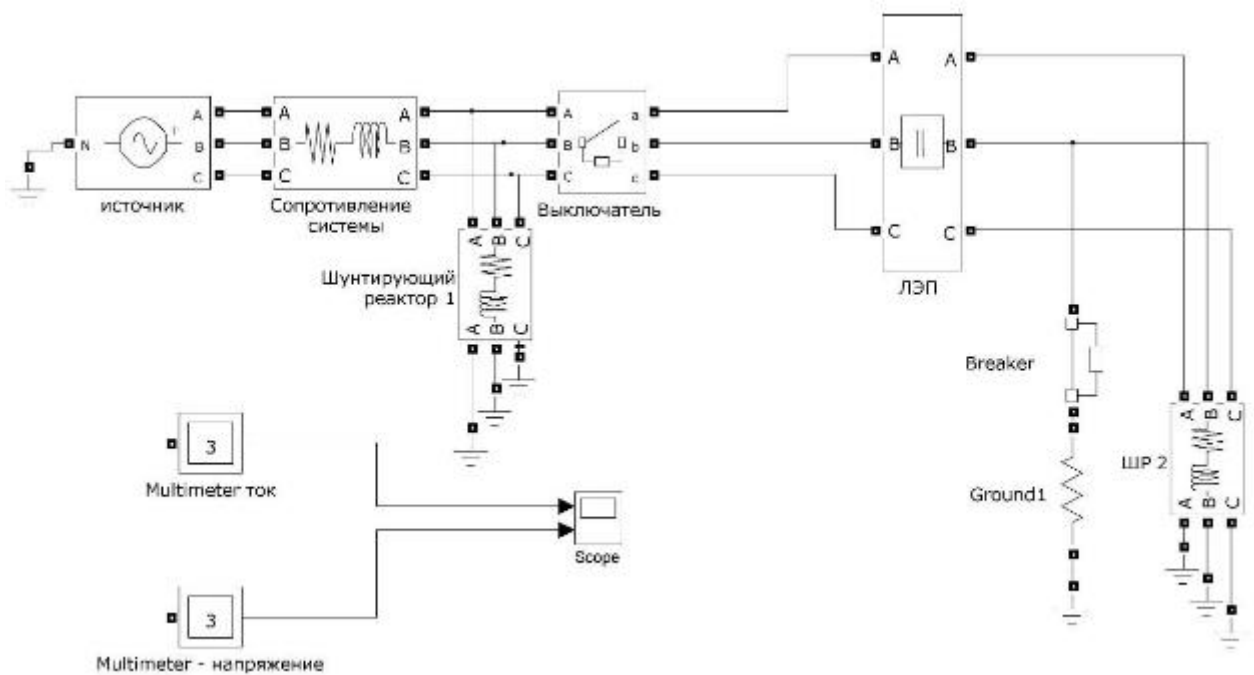 A
A
N
A
B
C
источник
A
B
C
A
B
C
Сопротивление
системы
A
B
C
a
b
c
Выключатель
B
B
C
C
ЛЭП
A
B
C
Шунтирующий
реактор 1
A
B
C
Breaker
Ground1
A
B
C
ШР 2
A
B
C
3
Multimeter ток
Scope
3
Multimeter - напряжение